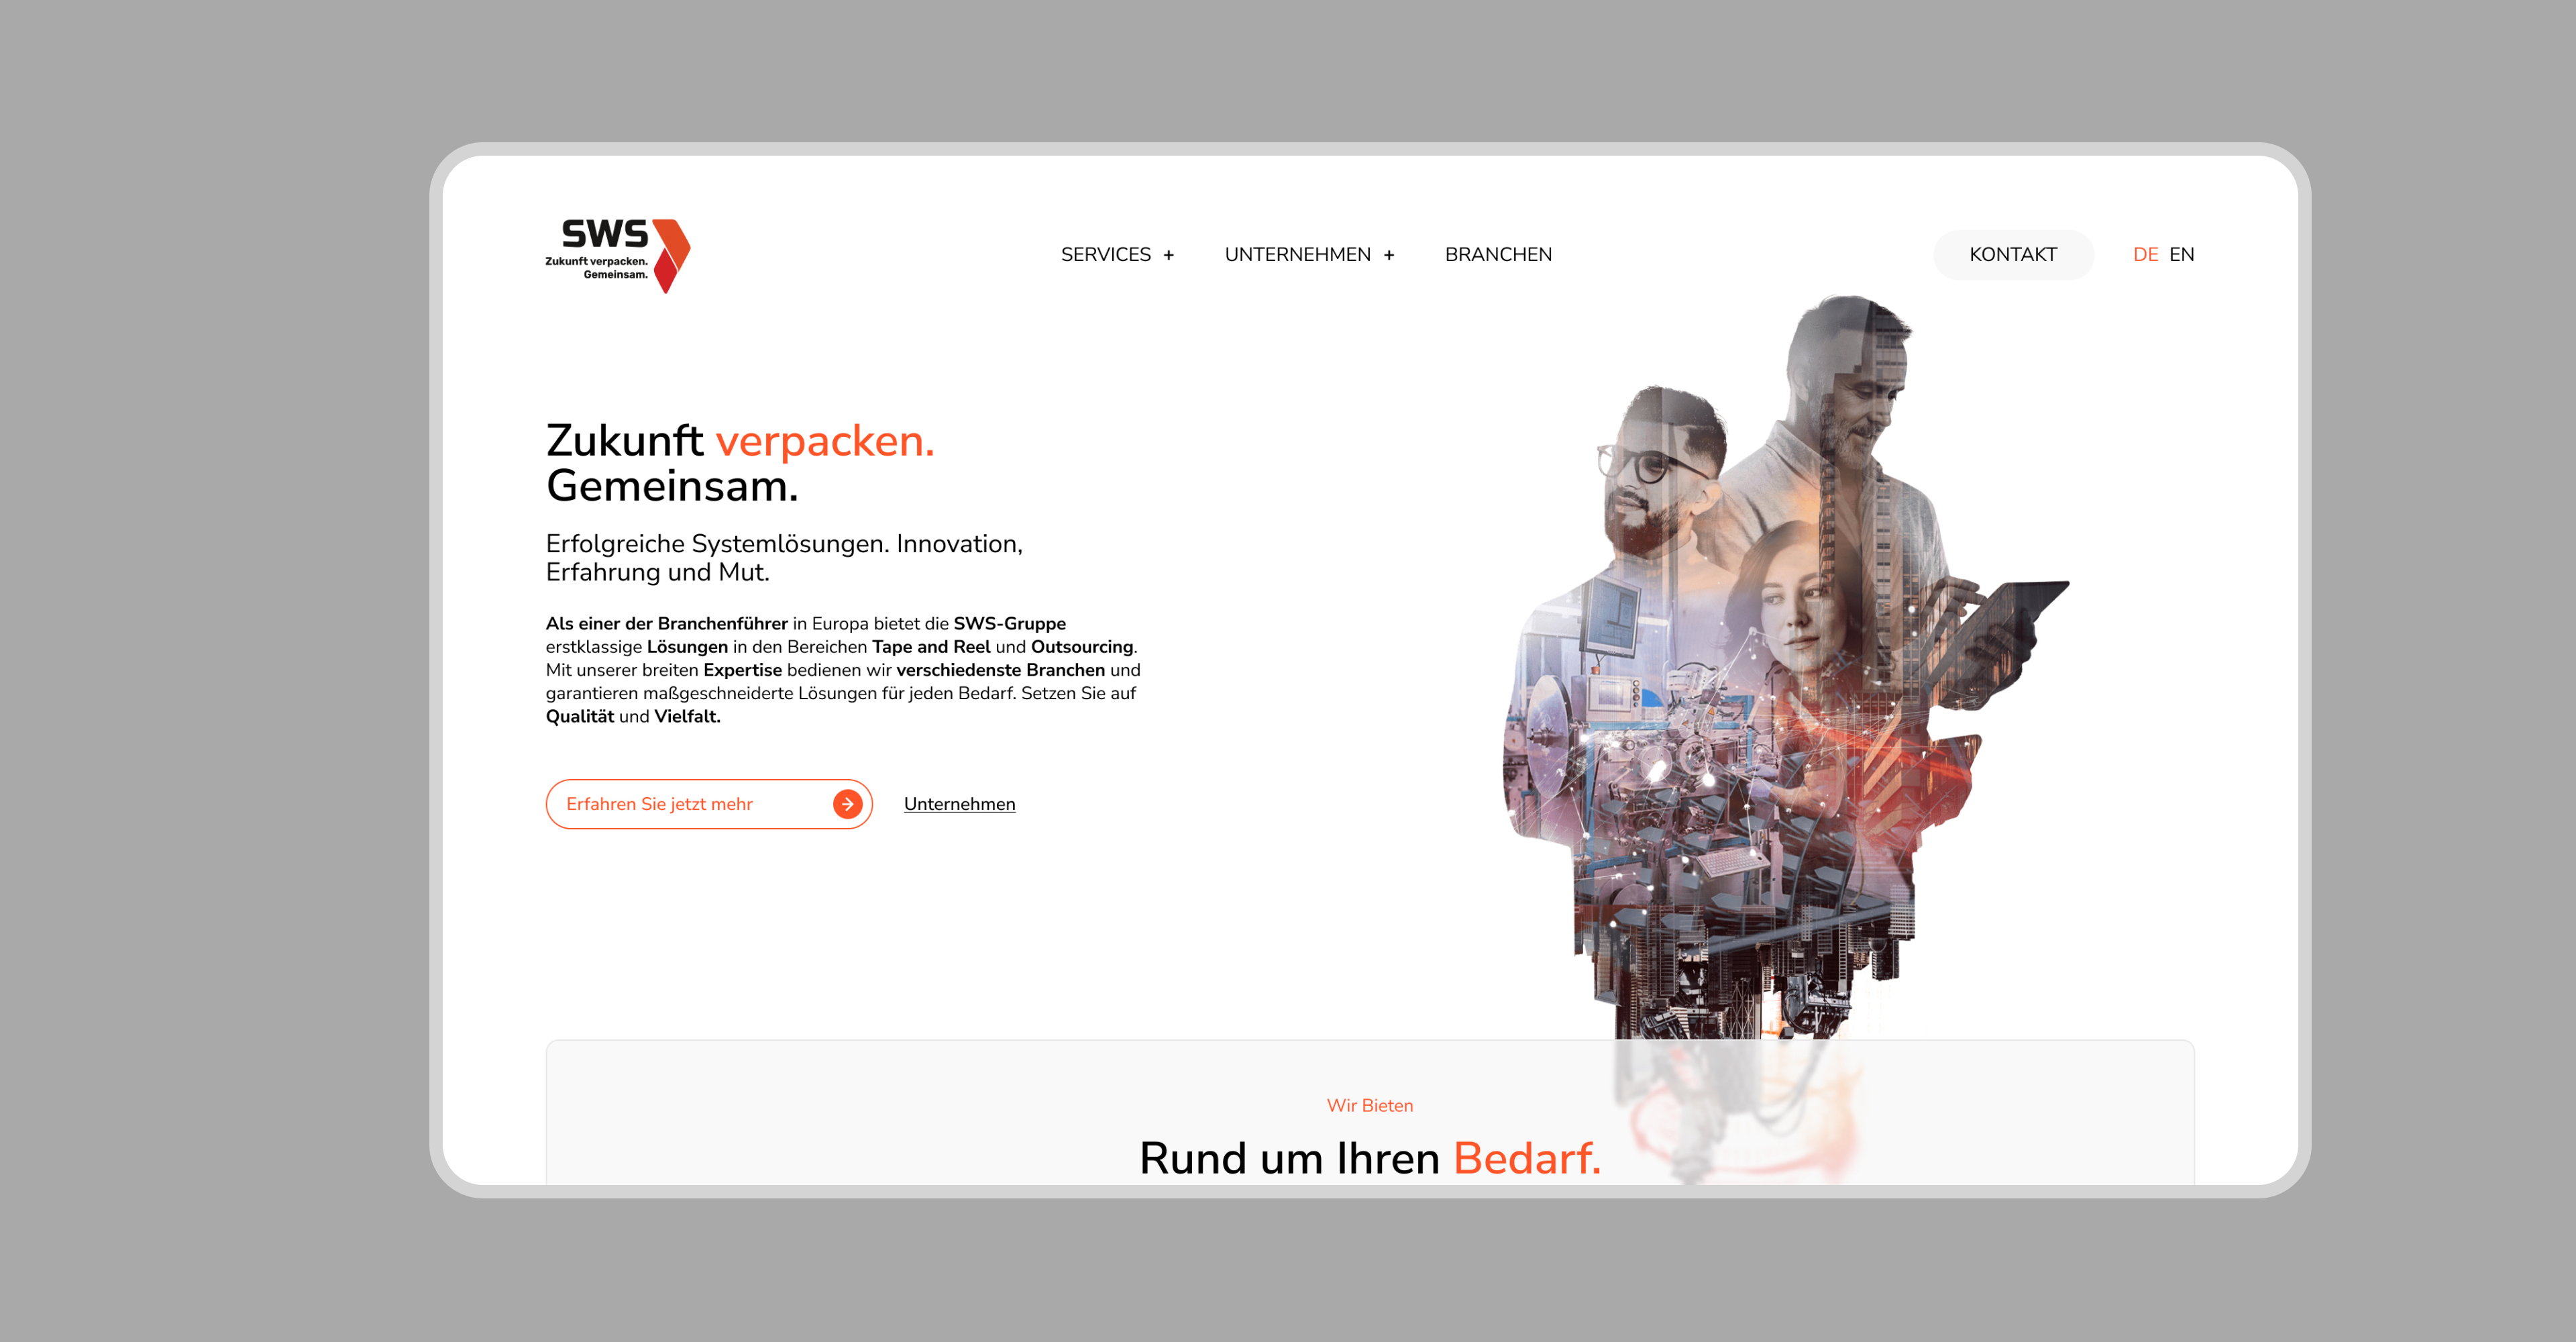 SWS
Zukunft verpacken.
Gemeinsam.
SERVICES +
UNTERNEHMEN +
BRANCHEN
KONTAKT
DE EN
Zukunft verpacken.
Gemeinsam.
Erfolgreiche Systemlösungen. Innovation,
Erfahrung und Mut.
Als einer der Branchenführer in Europa bietet die SWS-Gruppe
erstklassige Lösungen in den Bereichen Tape and Reel und Outsourcing.
Mit unserer breiten Expertise bedienen wir verschiedenste Branchen und
garantieren maßgeschneiderte Lösungen für jeden Bedarf. Setzen Sie auf
Qualität und Vielfalt.
Erfahren Sie jetzt mehr
Unternehmen
Wir Bieten
Rund um Ihren Bedarf.